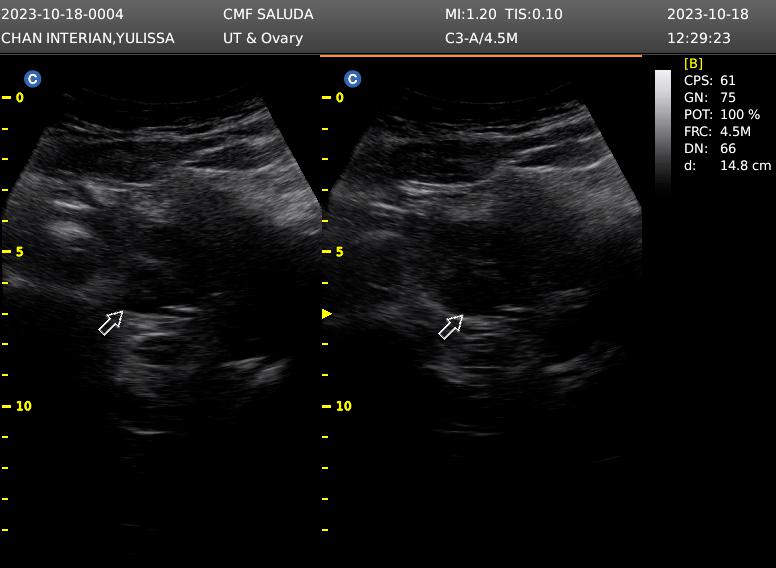 2023-10-18-0004 CMF SALUDA MI:1.20 TIS:0.10 2023-10-18
CHAN INTERIAN,YULISSA UT & Ovary C3-A/4.5M 12:29:23
C C
[B]
CPS: 61
GN: 75
POT: 100 %
FRC: 4.5M
DN: 66
d: 14.8 cm
0 0
5 5
10 10